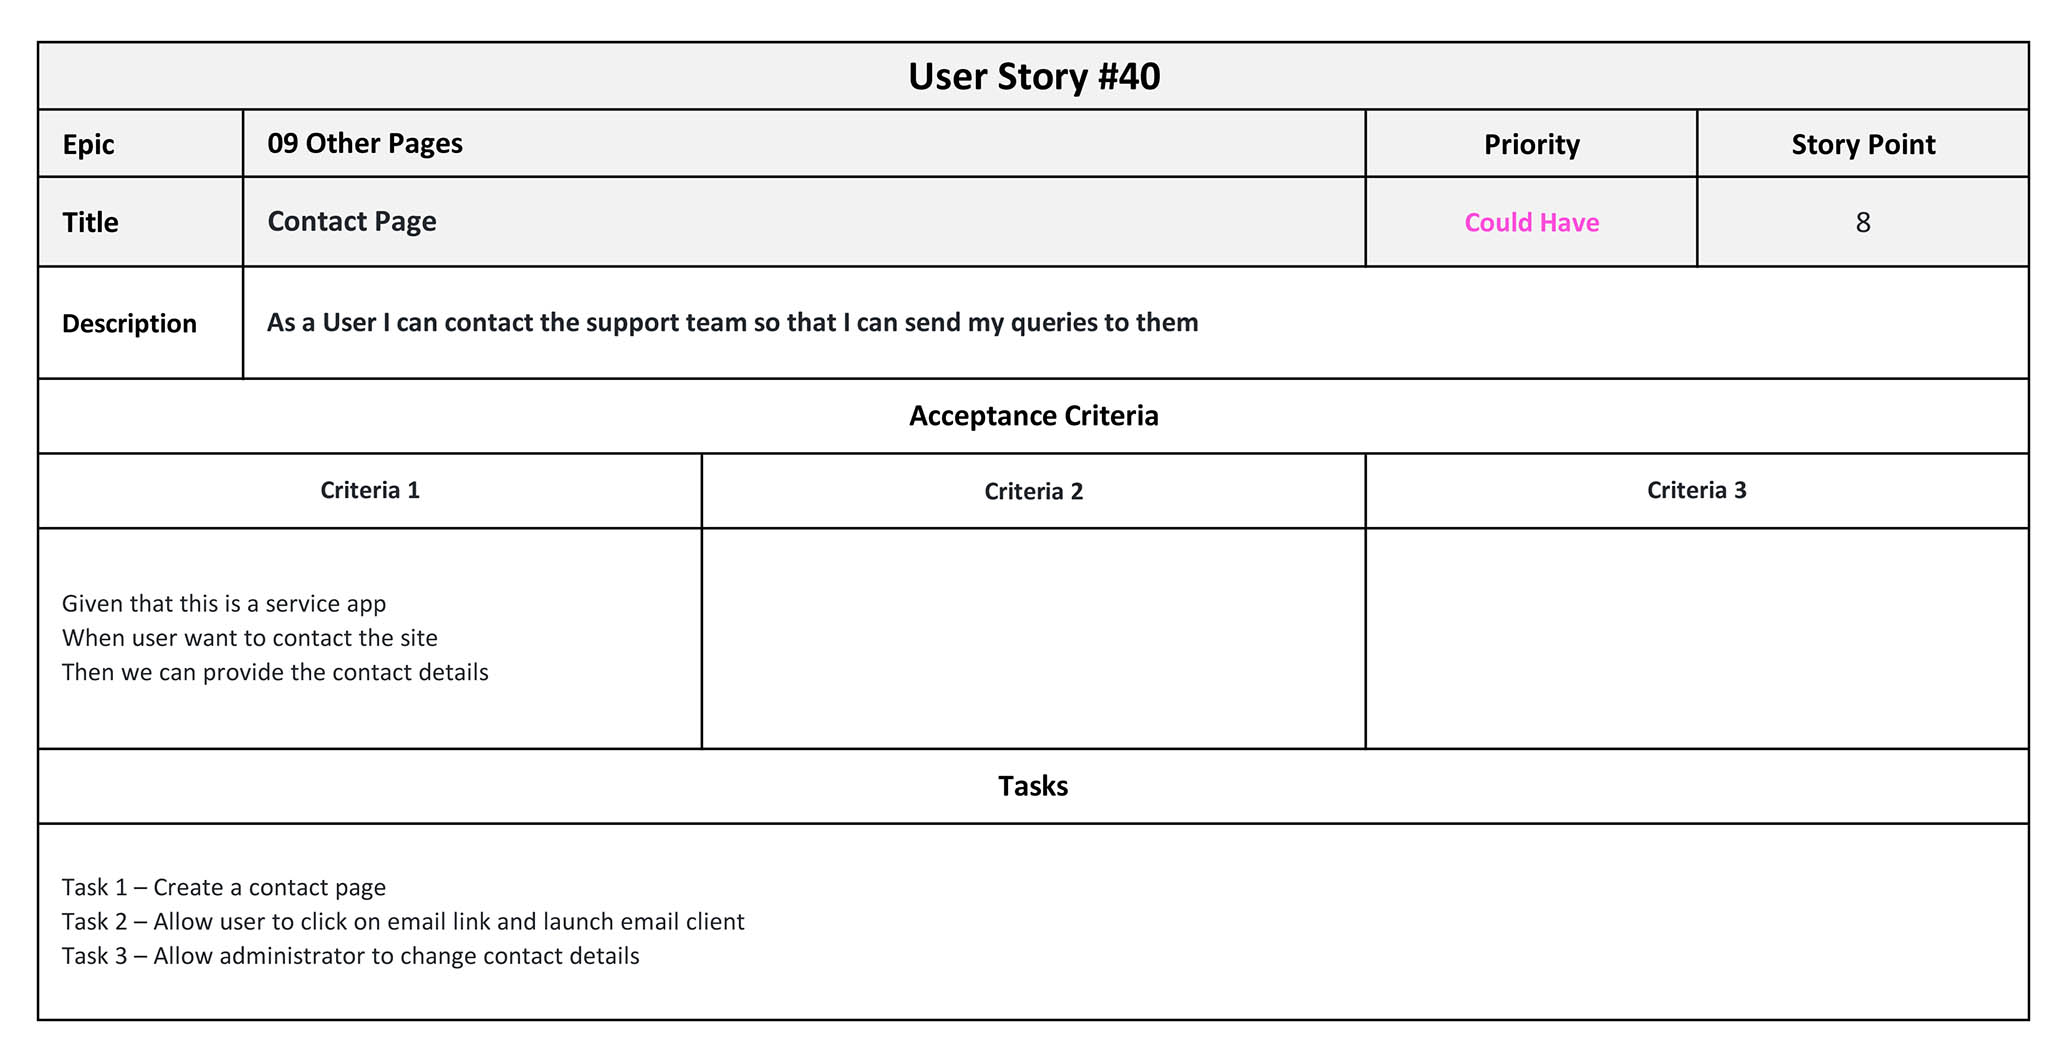 User Story #40
Epic
09 Other Pages
Priority
Story Point
Title
Contact Page
Could Have
8
Description
As a User I can contact the support team so that I can send my queries to them
Acceptance Criteria
Criteria 1
Criteria 2
Criteria 3
Given that this is a service app
When user want to contact the site
Then we can provide the contact details
Tasks
Task 1 – Create a contact page
Task 2 – Allow user to click on email link and launch email client
Task 3 – Allow administrator to change contact details